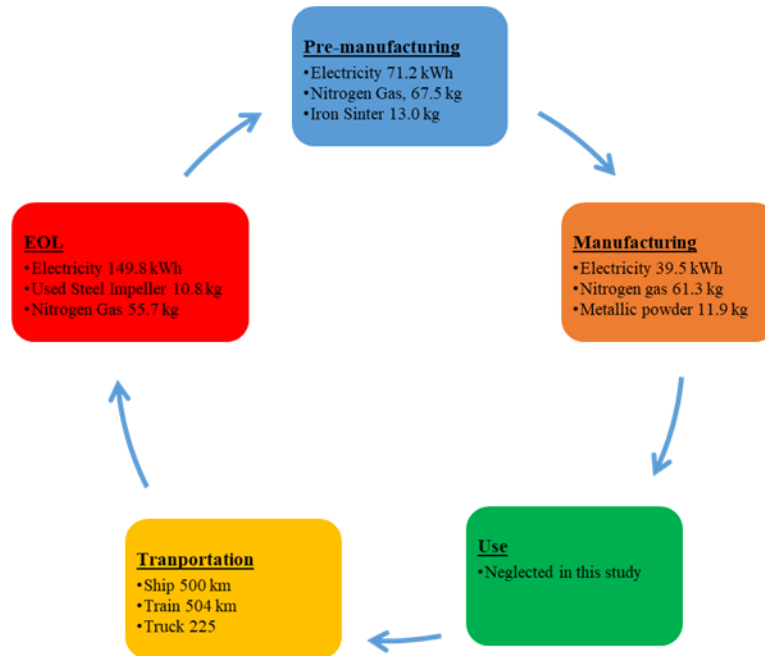 Pre-manufacturing
•Electricity 71.2 kWh
•Nitrogen Gas, 67.5 kg
•Iron Sinter 13.0 kg
Manufacturing
•Electricity 39.5 kWh
•Nitrogen gas 61.3 kg
•Metallic powder 11.9 kg
Use
•Neglected in this study
Tranportation
•Ship 500 km
•Train 504 km
•Truck 225
EOL
•Electricity 149.8 kWh
•Used Steel Impeller 10.8 kg
•Nitrogen Gas 55.7 kg